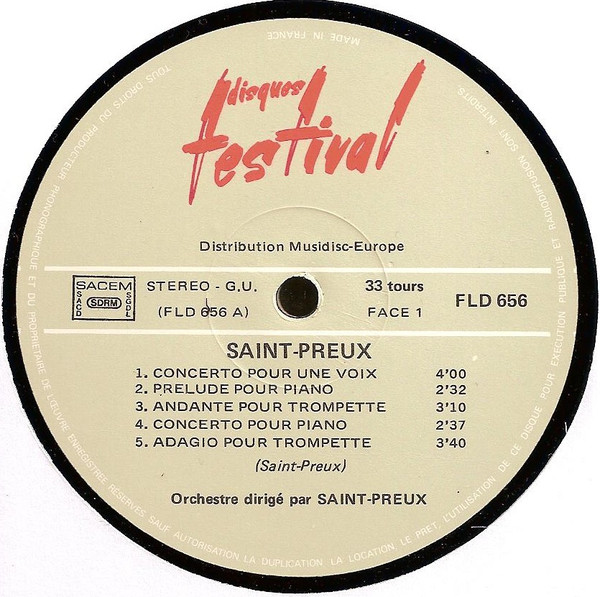 MADE IN FRANCE
disques
festival
Distribution Musidisc-Europe
SACEM
SACD
SDRM
SGDL
STEREO - G.U.
(FLD 656 A)
33 tours
FACE 1
FLD 656
SAINT-PREUX
1. CONCERTO POUR UNE VOIX 4'00
2. PRELUDE POUR PIANO 2'32
3. ANDANTE POUR TROMPETTE 3'10
4. CONCERTO POUR PIANO 2'37
5. ADAGIO POUR TROMPETTE 3'40
(Saint-Preux)
Orchestre dirigé par SAINT-PREUX
TOUS DROITS DU PRODUCTEUR PHONOGRAPHIQUE ET DU PROPRIETAIRE DE L'ŒUVRE ENREGISTREE RESERVES SAUF AUTORISATION LA DUPLICATION LA LOCATION, LE PRET, L'UTILISATION DE CE DISQUE POUR EXECUTION PUBLIQUE ET RADIODIFFUSION SONT INTERDITS